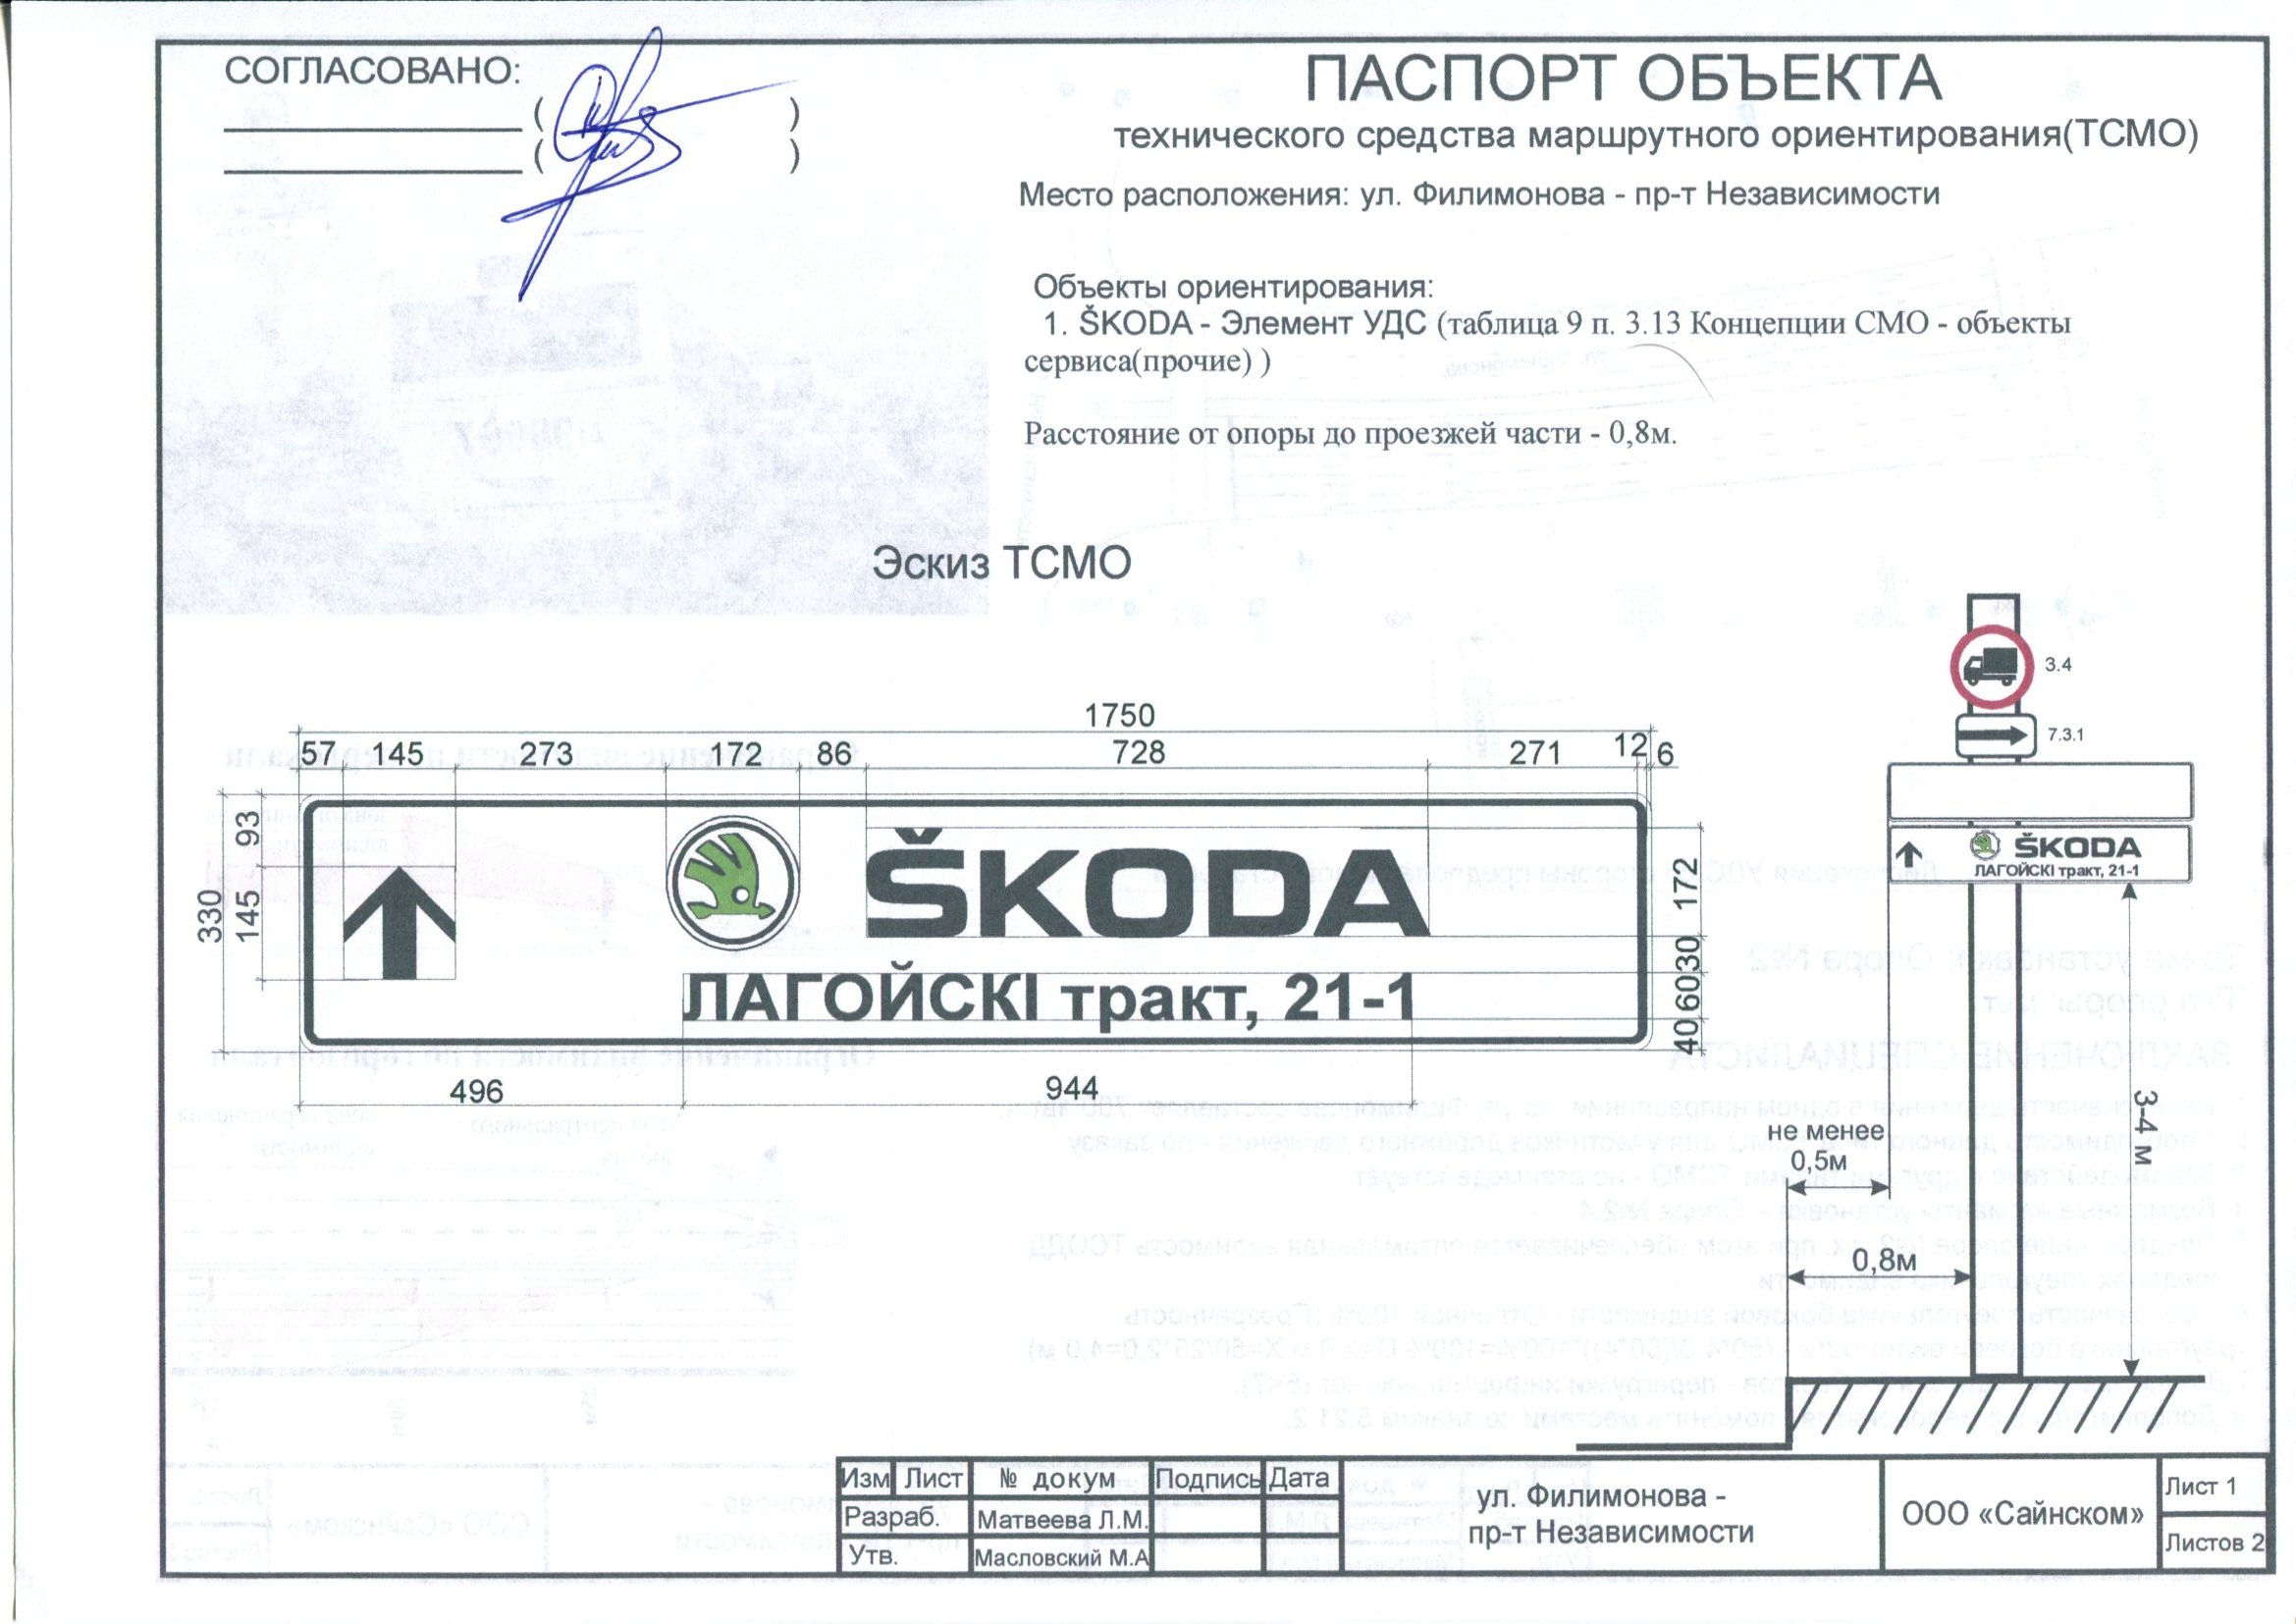 СОГЛАСОВАНО:
( )
( )
ПАСПОРТ ОБЪЕКТА
технического средства маршрутного ориентирования(ТСМО)
Место расположения: ул. Филимонова - пр-т Независимости
Объекты ориентирования:
1. ŠKODA - Элемент УДС (таблица 9 п. 3.13 Концепции СМО - объекты
сервиса(прочие) )
Расстояние от опоры до проезжей части - 0,8м.
Эскиз ТСМО
3.4
7.3.1
1750
57 145 273 172 86 728 271 12 6
330
93
145
ŠKODA
ЛАГОЙСКІ тракт, 21-1
172
30
60
40
496 944
ŠKODA
ЛАГОЙСКІ тракт, 21-1
3-4 м
не менее
0,5м
0,8м
Изм Лист № докум Подпись Дата
Разраб. Матвеева Л.М.
Утв. Масловский М.А
ул. Филимонова -
пр-т Независимости
ООО «Сайнском»
Лист 1
Листов 2